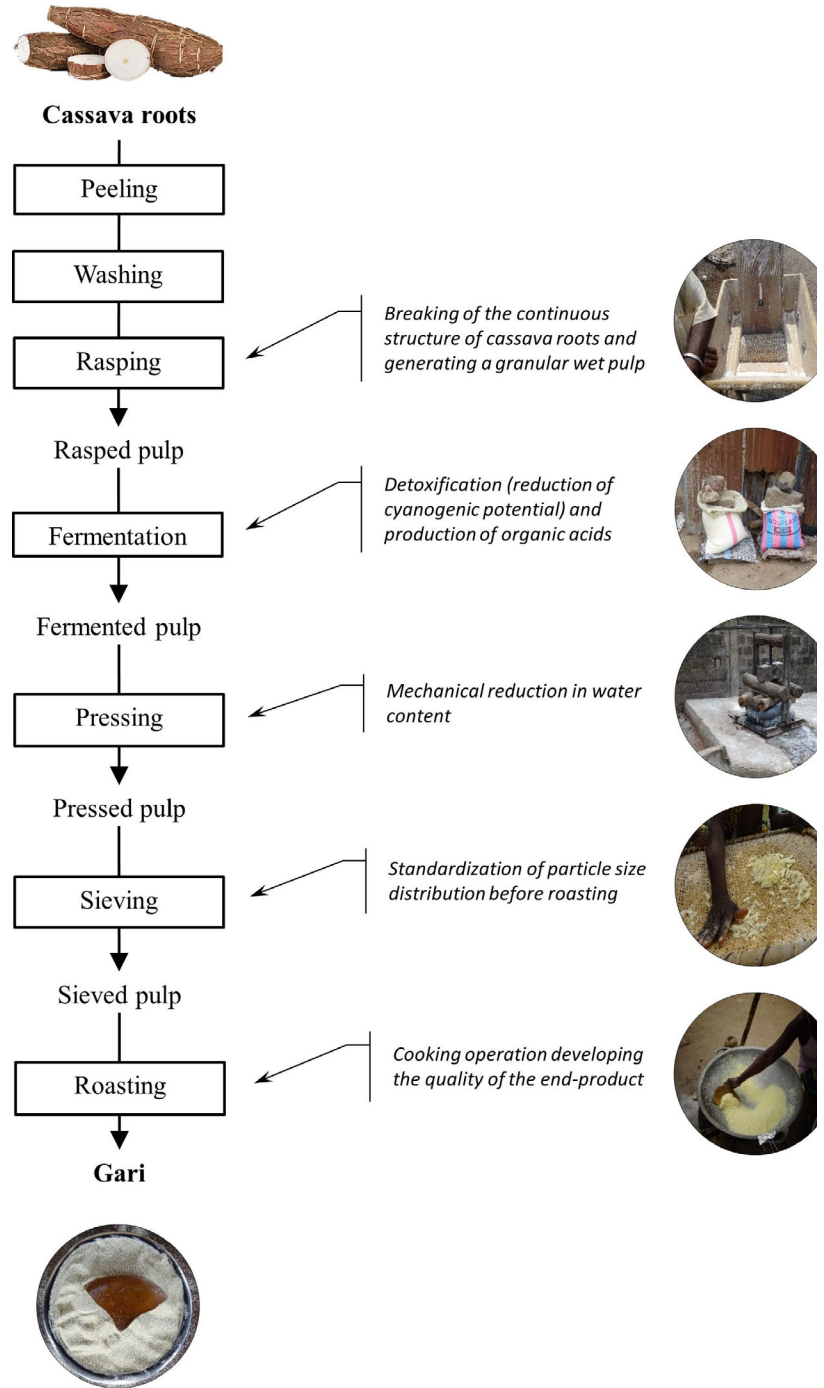 Cassava roots
Peeling
Washing
Rasping
Breaking of the continuous
structure of cassava roots and
generating a granular wet pulp
Rasped pulp
Fermentation
Detoxification (reduction of
cyanogenic potential) and
production of organic acids
Fermented pulp
Pressing
Mechanical reduction in water
content
Pressed pulp
Sieving
Standardization of particle size
distribution before roasting
Sieved pulp
Roasting
Cooking operation developing
the quality of the end-product
Gari